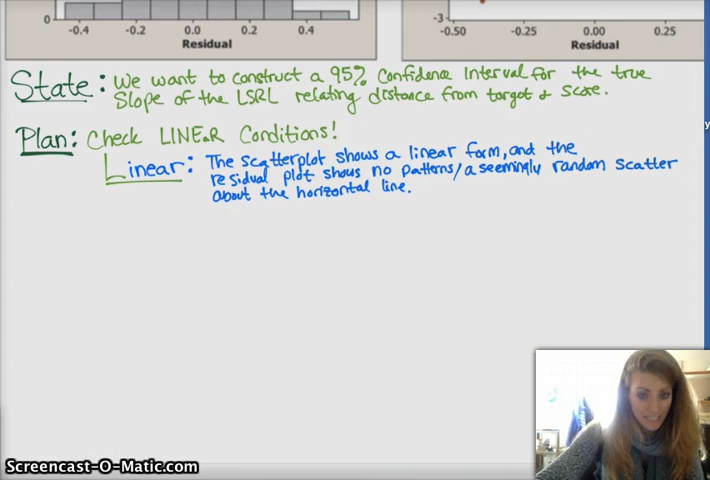 0
-0.4 -0.2 0.0 0.2 0.4
Residual
-3
-0.50 -0.25 0.00 0.25
Residual
State: We want to construct a 95% confidence interval for the true
slope of the LSRL relating distance from target & score.
Plan: Check LINEAR Conditions!
Linear: The scatterplot shows a linear form, and the
residual plot shows no patterns/a seemingly random scatter
about the horizontal line.
Screencast-O-Matic.com